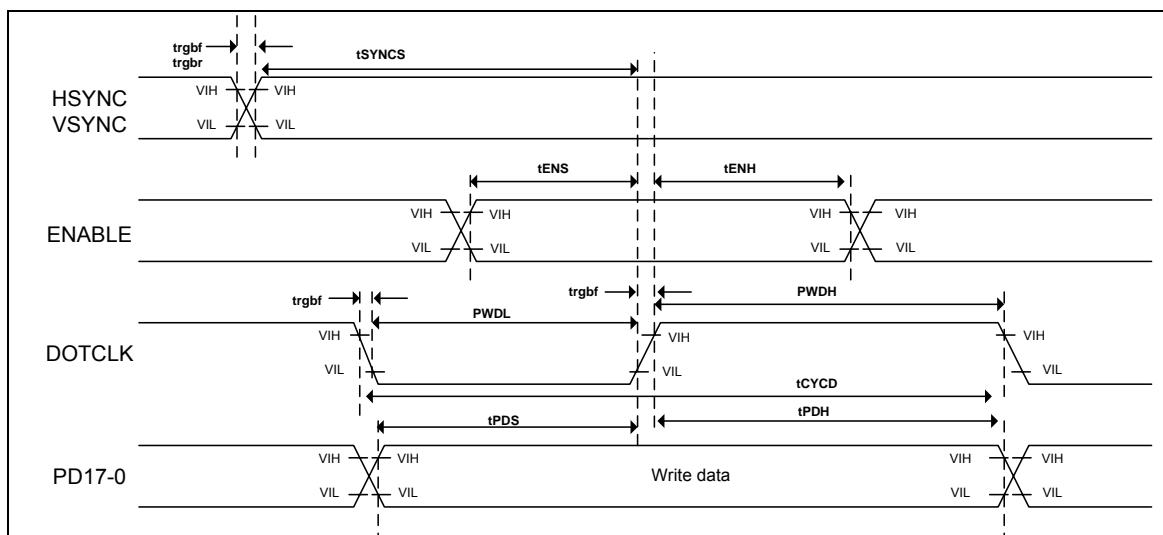 trgbf
trgbr
tSYNCS
HSYNC
VSYNC
VIH VIH
VIL VIL
tENS tENH
ENABLE
VIH VIH VIH VIH
VIL VIL VIL VIL
trgbf trgbf PWDH
PWDL
DOTCLK
VIH VIH VIH
VIL VIL VIL
tCYCD
tPDS tPDH
PD17-0
VIH VIH Write data VIH VIH
VIL VIL VIL VIL